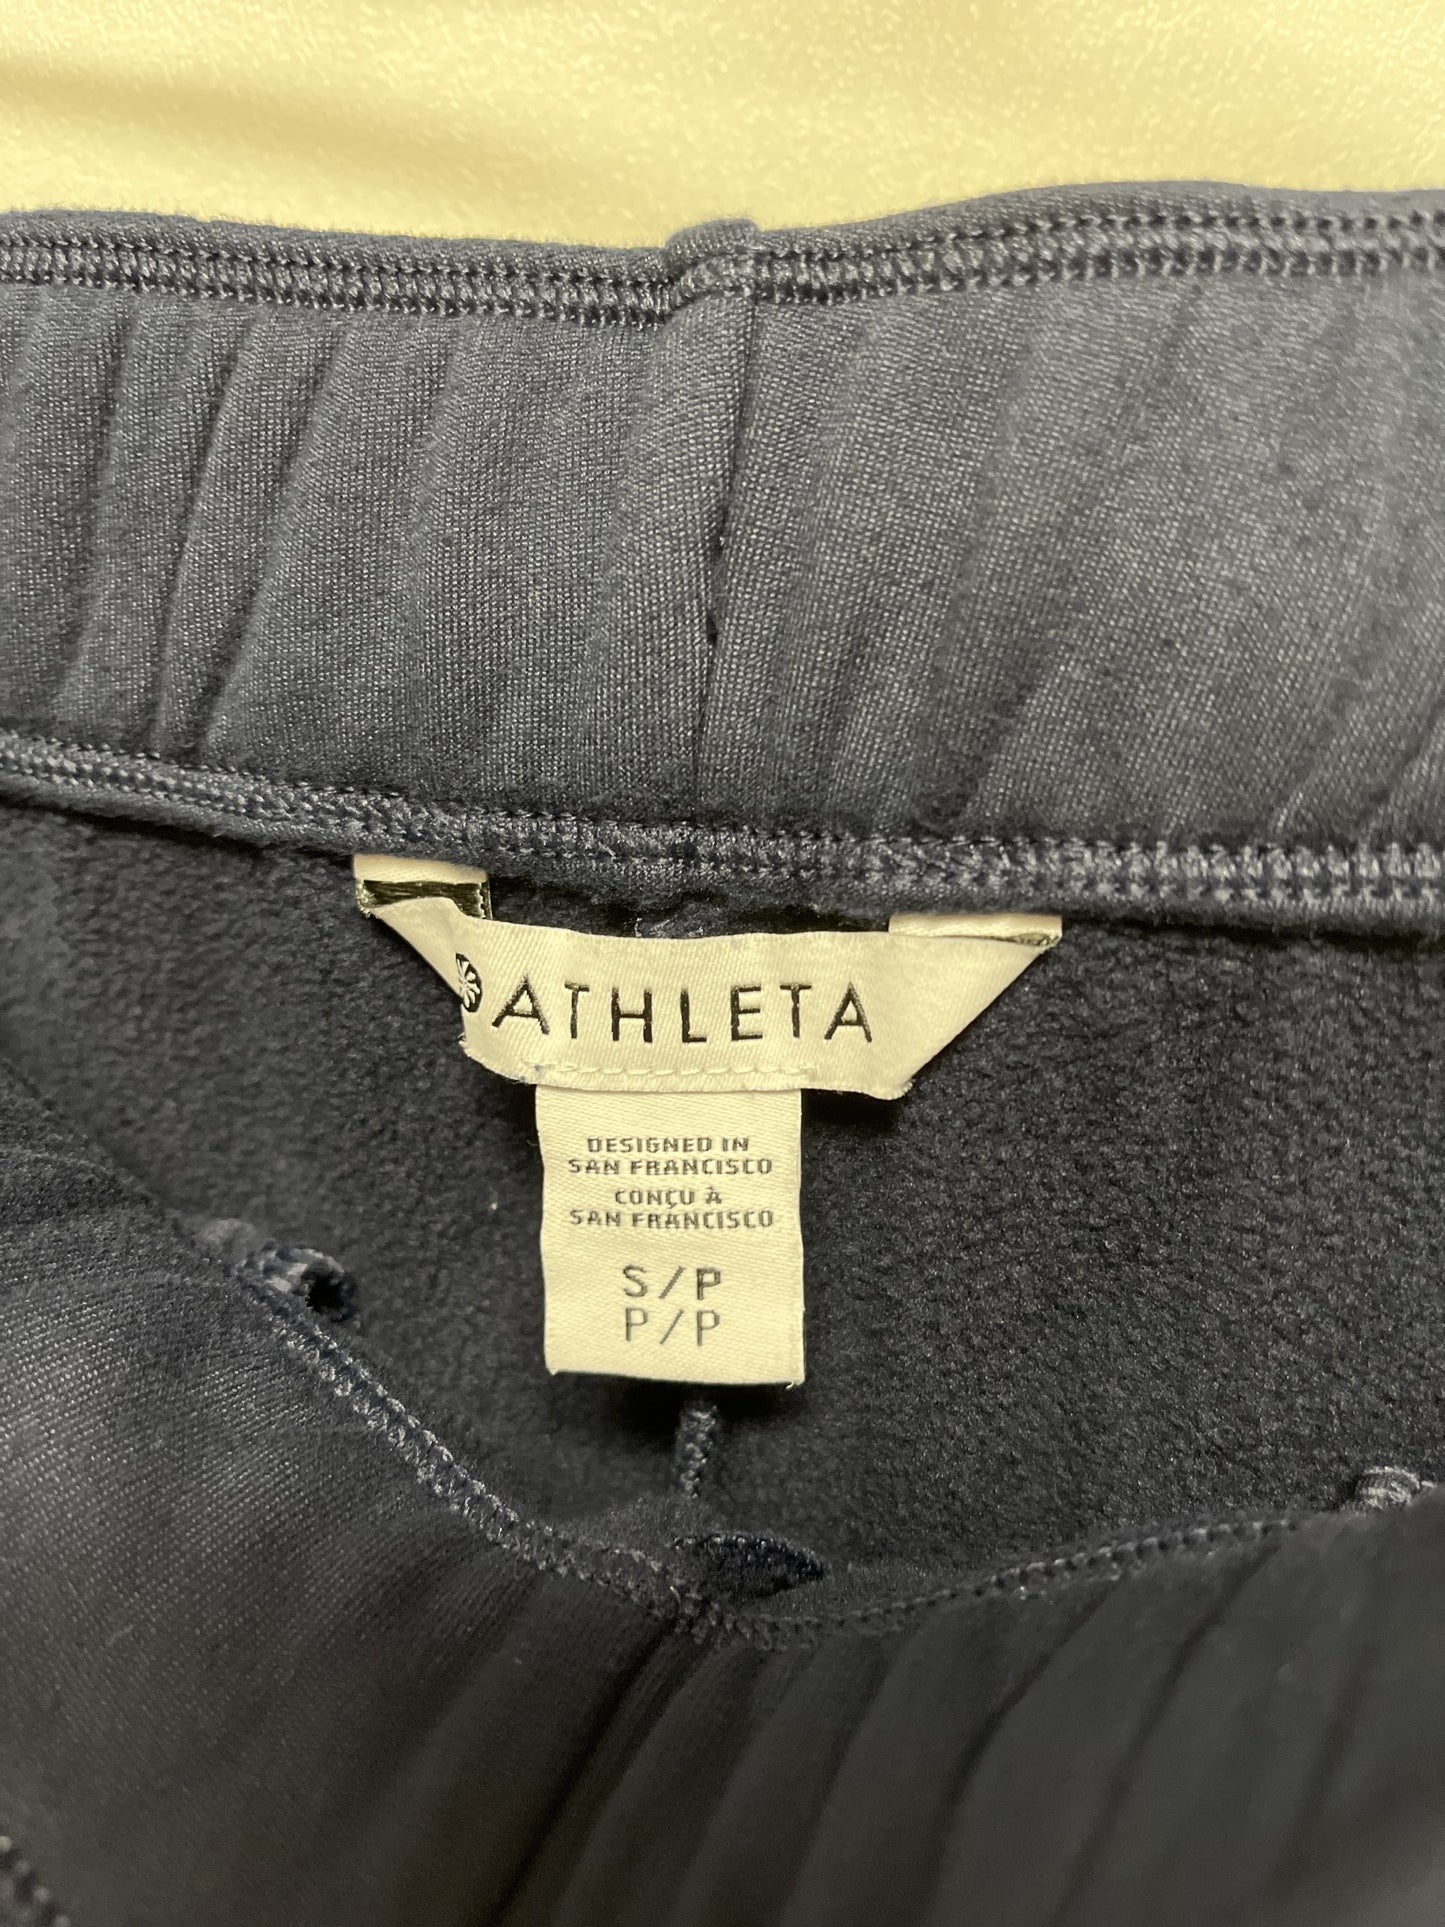 ATHLETA
DESIGNED IN
SAN FRANCISCO
CONÇU À
SAN FRANCISCO
S/P
P/P